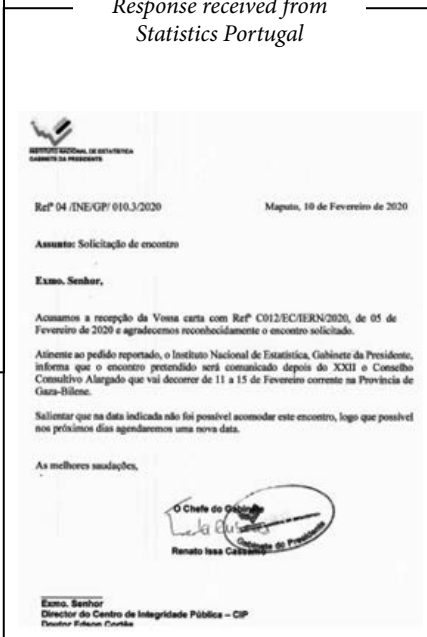 Response received from
Statistics Portugal
INSTITUTO NACIONAL DE ESTATÍSTICA
GABINETE DA PRESIDENTE
Refª 04 /INE/GP/ 010.3/2020 Maputo, 10 de Fevereiro de 2020
Assunto: Solicitação de encontro
Exmo. Senhor,
Acusamos a recepção da Vossa carta com Refª C012/EC/IERN/2020, de 05 de
Fevereiro de 2020 e agradecemos reconhecidamente o encontro solicitado.
Atinente ao pedido reportado, o Instituto Nacional de Estatística, Gabinete da Presidente,
informa que o encontro pretendido será comunicado depois do XXII o Conselho
Consultivo Alargado que vai decorrer de 11 a 15 de Fevereiro corrente na Província de
Gaza-Bilene.
Salientar que na data indicada não foi possível acomodar este encontro, logo que possível
nos próximos dias agendaremos uma nova data.
As melhores saudações,
O Chefe do Gabinete
Gabinete do Presidente
Renato Issa Cassamo
Exmo. Senhor
Director do Centro de Integridade Pública – CIP
Doutor Edson Cortês